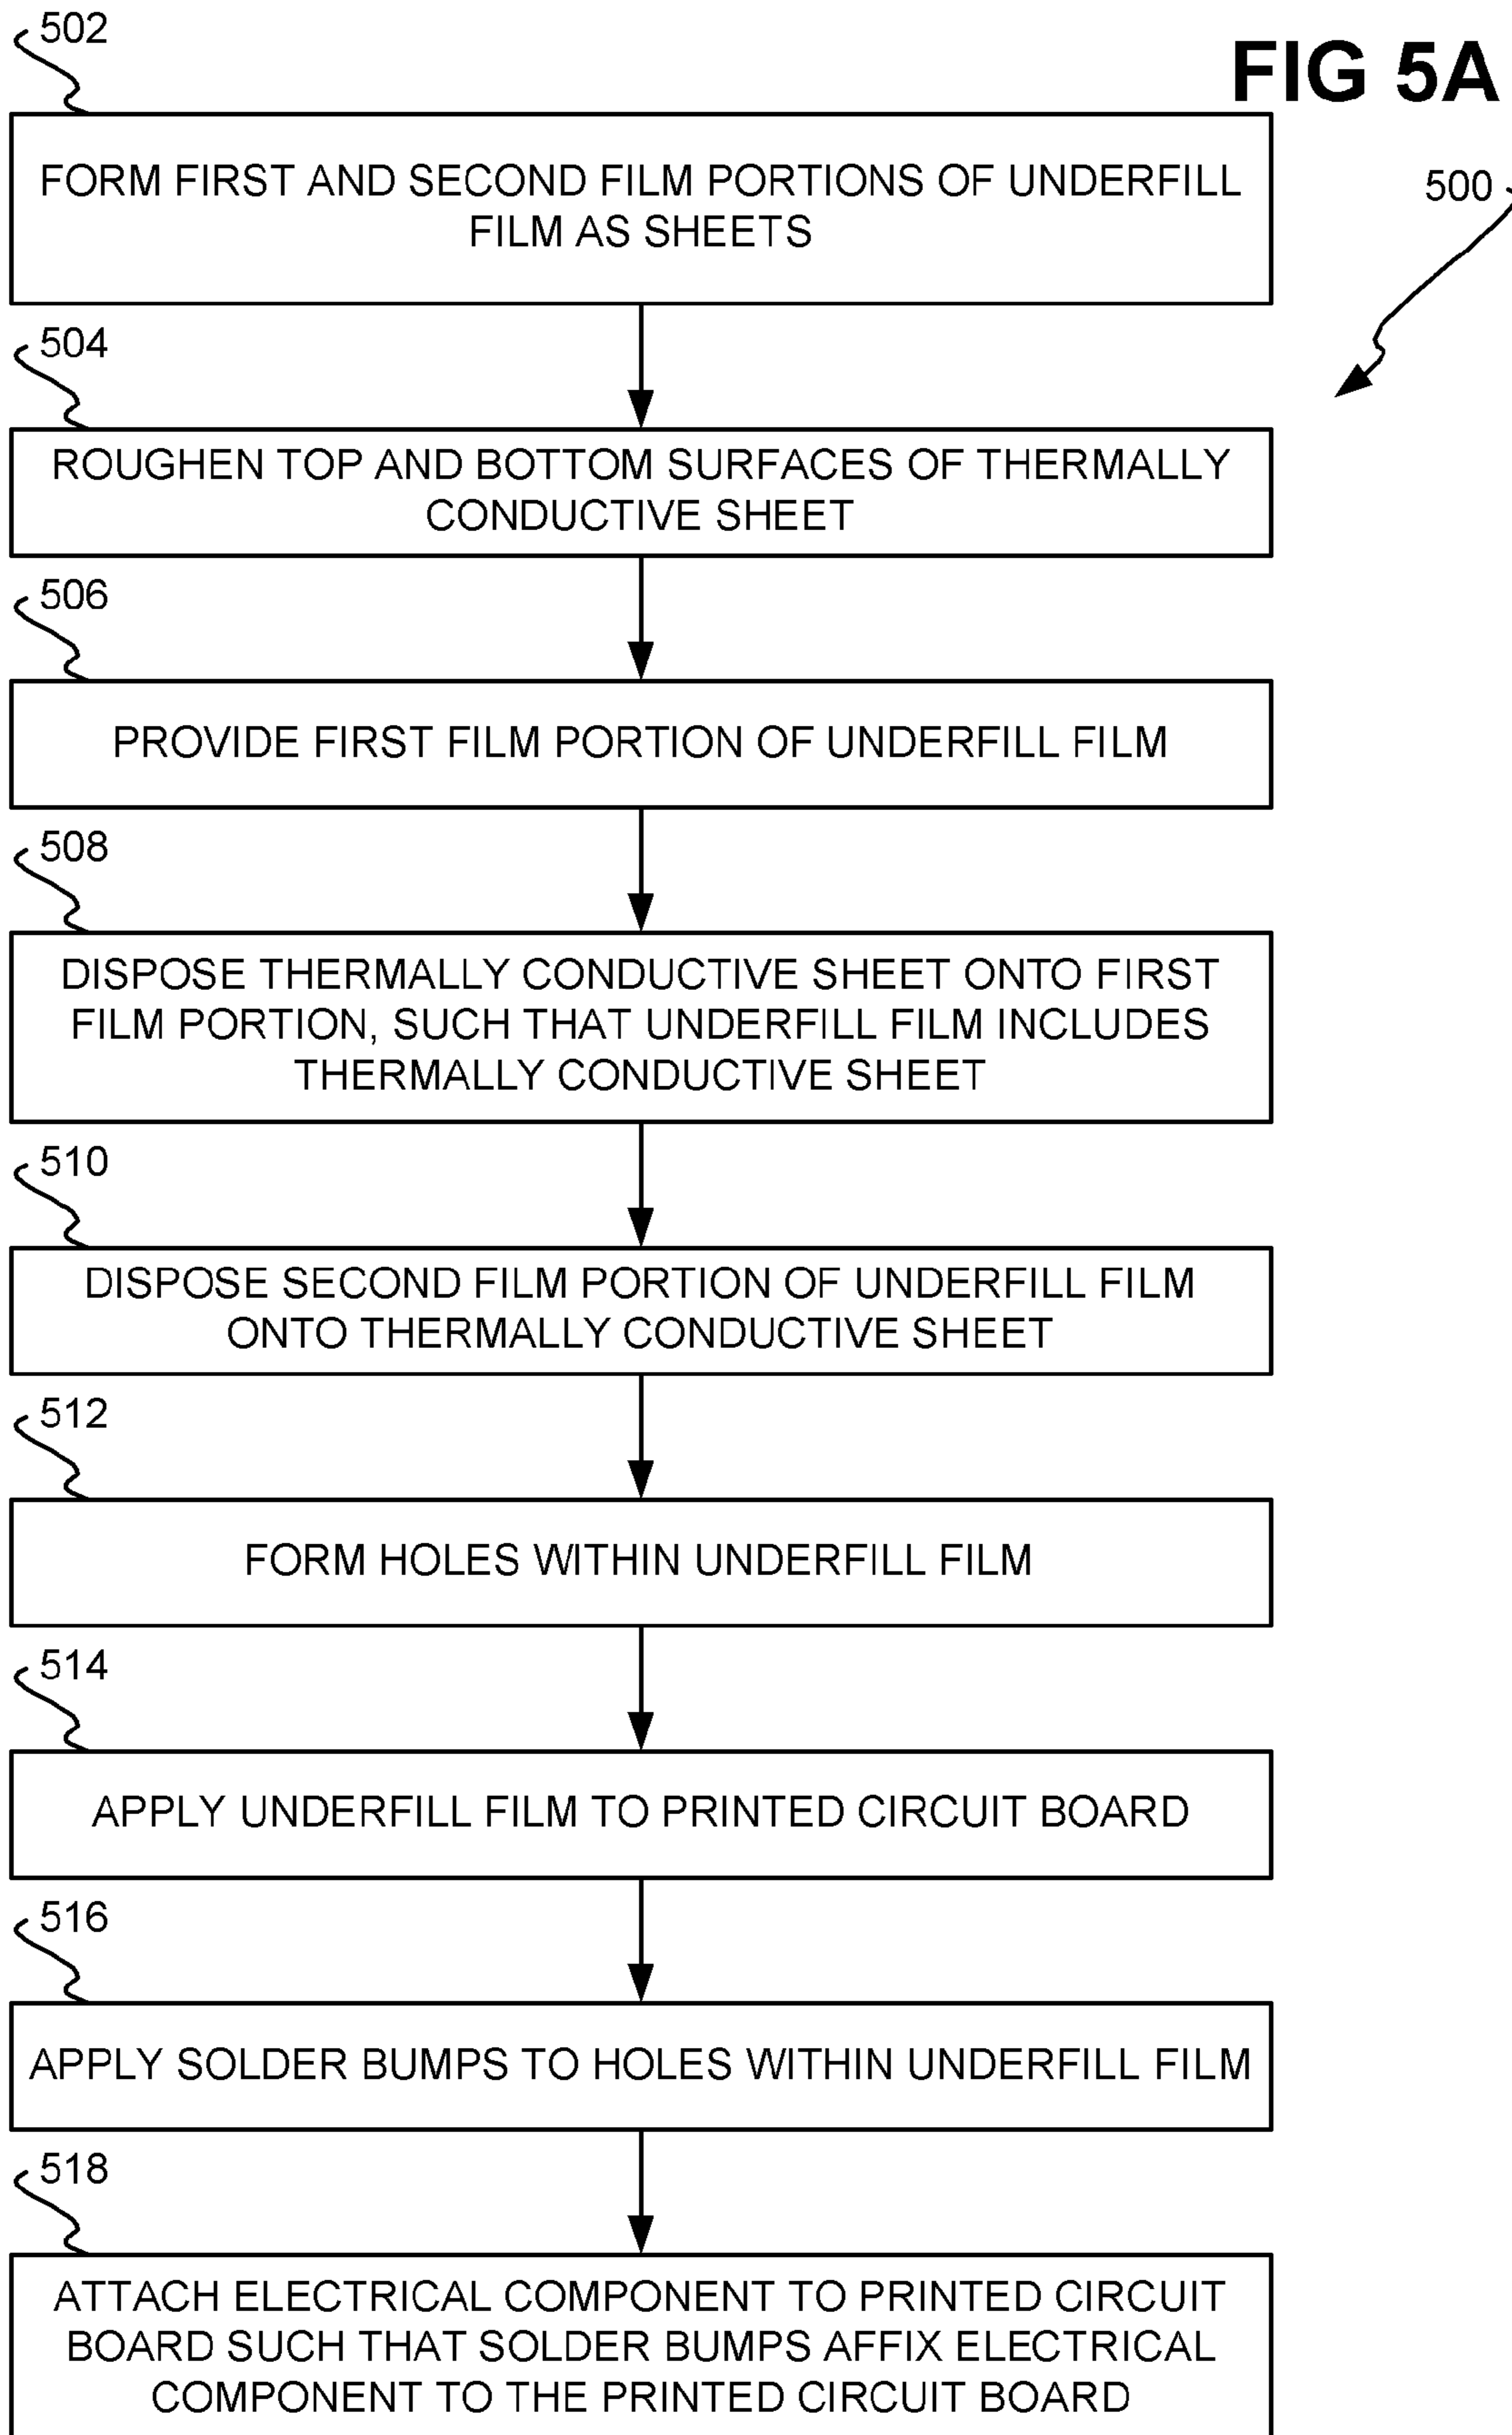 502
FIG 5A
FORM FIRST AND SECOND FILM PORTIONS OF UNDERFILL
FILM AS SHEETS
500
504
ROUGHEN TOP AND BOTTOM SURFACES OF THERMALLY
CONDUCTIVE SHEET
506
PROVIDE FIRST FILM PORTION OF UNDERFILL FILM
508
DISPOSE THERMALLY CONDUCTIVE SHEET ONTO FIRST
FILM PORTION, SUCH THAT UNDERFILL FILM INCLUDES
THERMALLY CONDUCTIVE SHEET
510
DISPOSE SECOND FILM PORTION OF UNDERFILL FILM
ONTO THERMALLY CONDUCTIVE SHEET
512
FORM HOLES WITHIN UNDERFILL FILM
514
APPLY UNDERFILL FILM TO PRINTED CIRCUIT BOARD
516
APPLY SOLDER BUMPS TO HOLES WITHIN UNDERFILL FILM
518
ATTACH ELECTRICAL COMPONENT TO PRINTED CIRCUIT
BOARD SUCH THAT SOLDER BUMPS AFFIX ELECTRICAL
COMPONENT TO THE PRINTED CIRCUIT BOARD